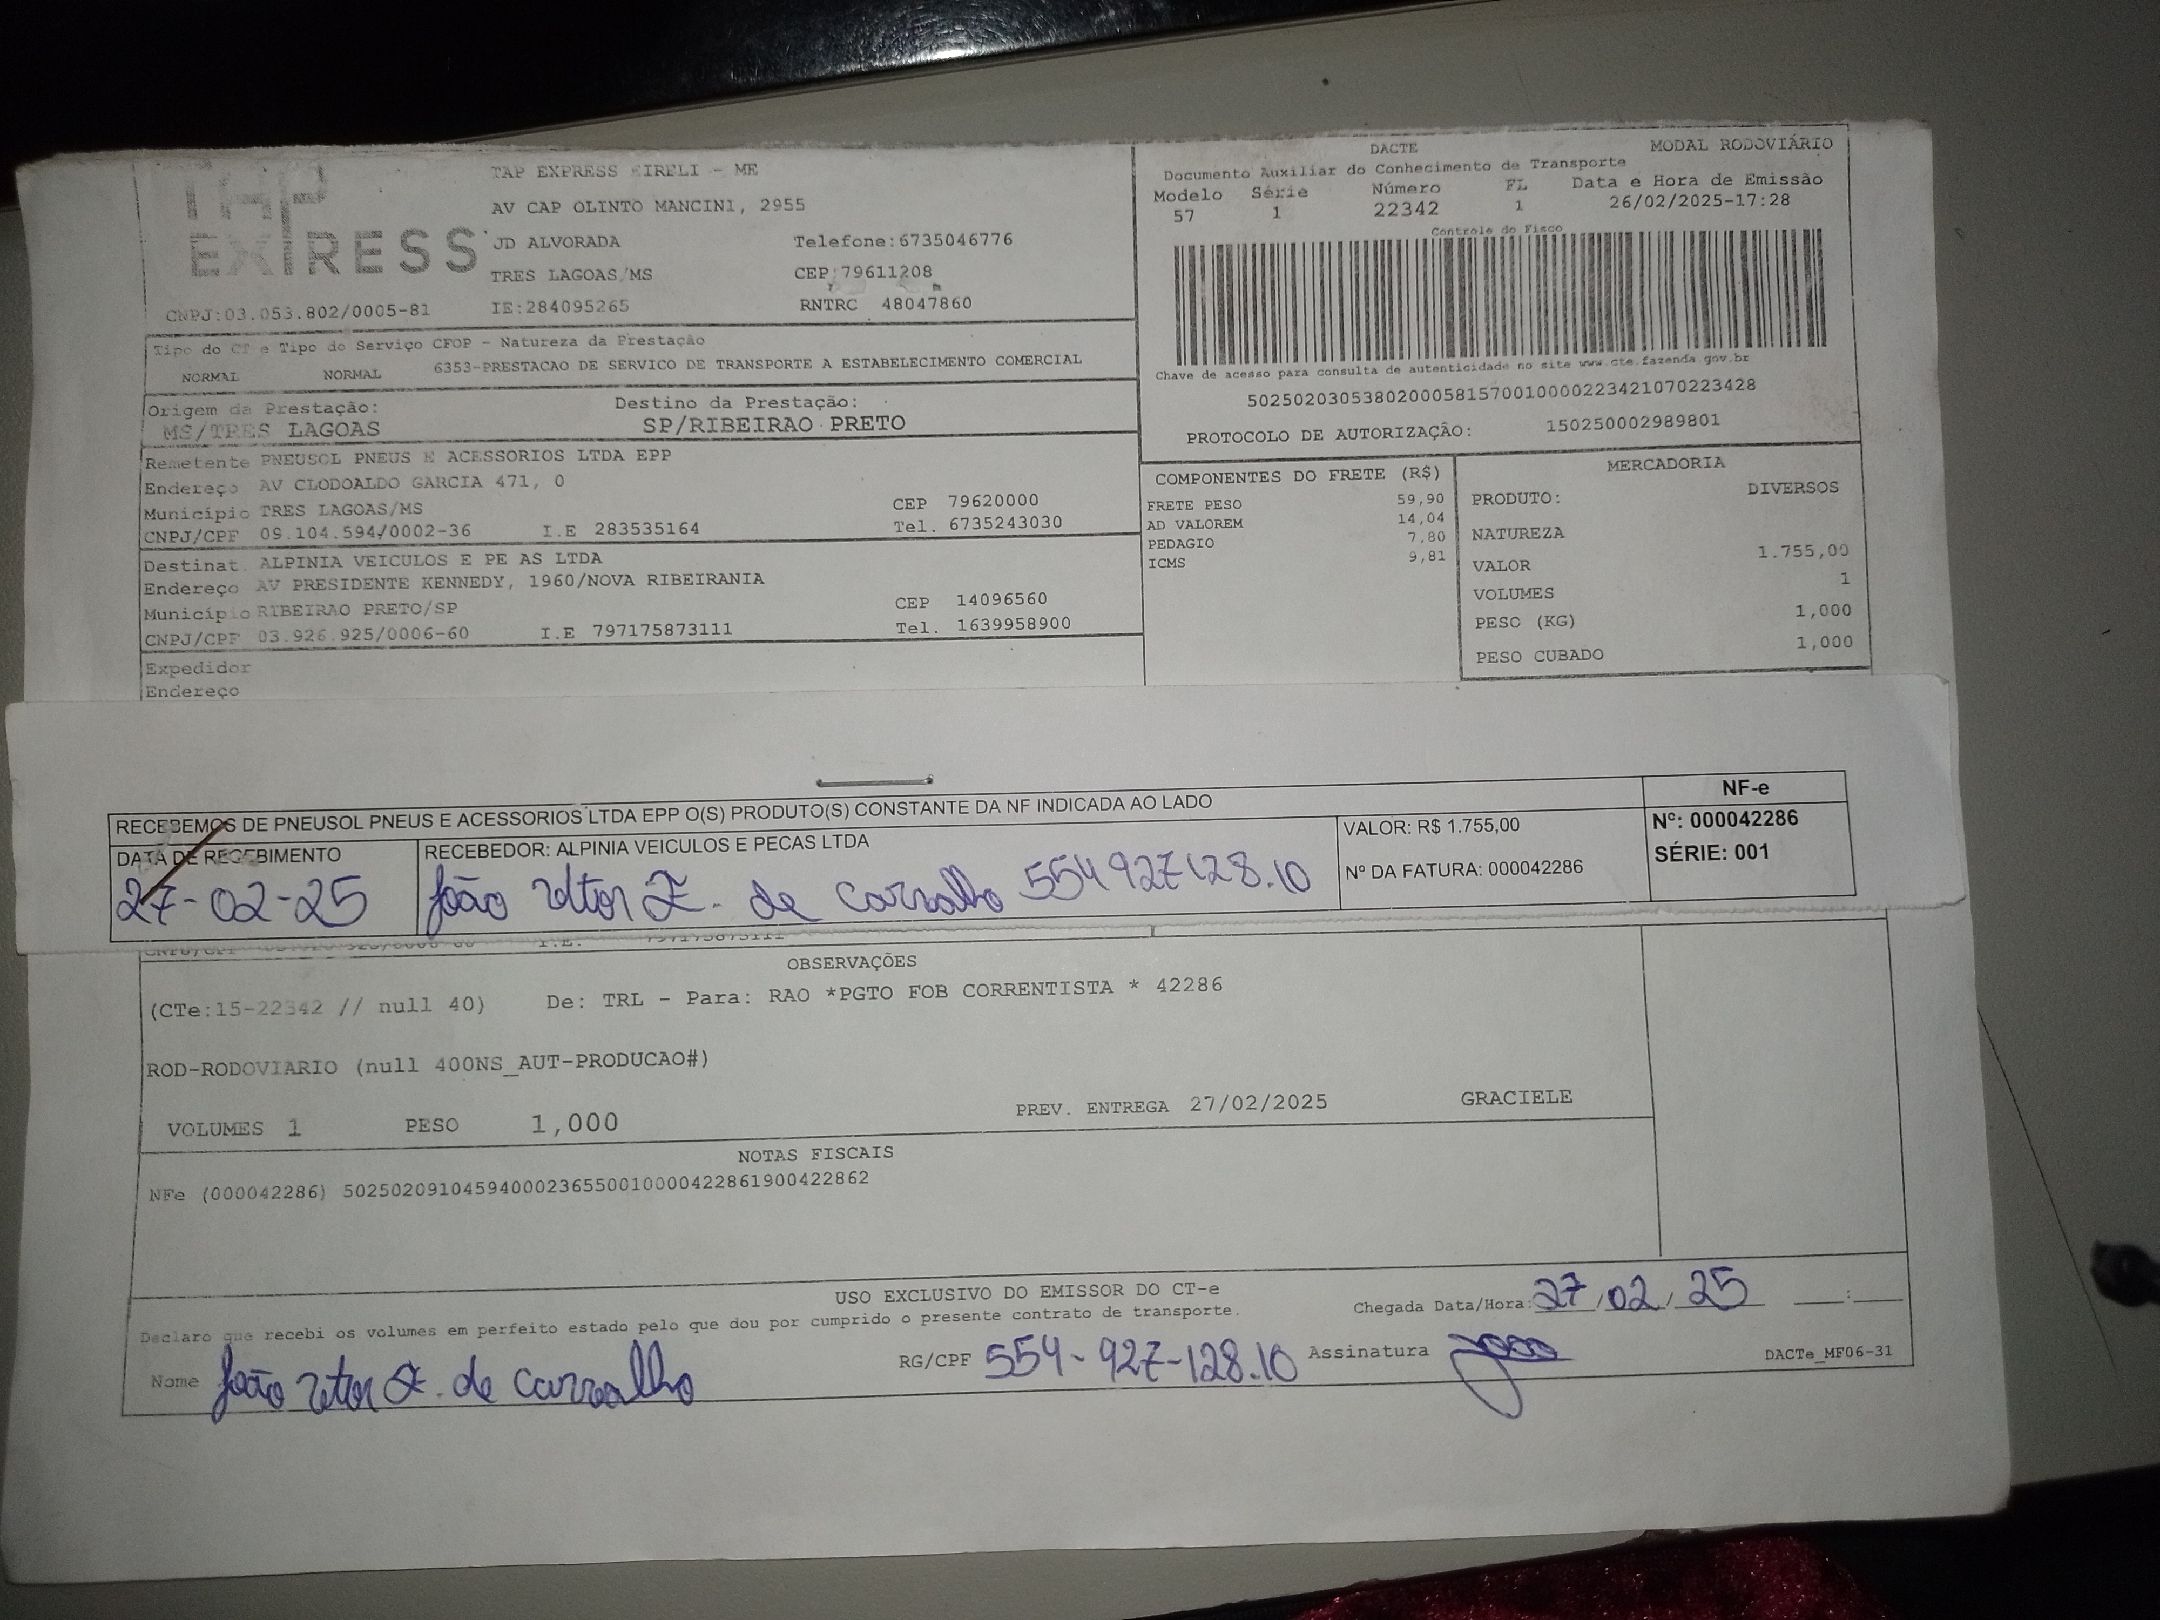 TAP EXPRESS EIRELI - ME
AV CAP OLINTO MANCINI, 2955
JD ALVORADA Telefone:6735046776
TRES LAGOAS/MS CEP:79611208
CNPJ:03.053.802/0005-81 IE:284095265 RNTRC 48047860
TAP
EXPRESS
DACTE MODAL RODOVIÁRIO
Documento Auxiliar do Conhecimento de Transporte
Modelo Série Número FL Data e Hora de Emissão
57 1 22342 1 26/02/2025-17:28
Controle do Fisco
Chave de acesso para consulta de autenticidade no site www.cte.fazenda.gov.br
50250203053802000581570010000223421070223428
PROTOCOLO DE AUTORIZAÇÃO: 150250002989801
Tipo do CT e Tipo do Serviço CFOP - Natureza da Prestação
NORMAL NORMAL 6353-PRESTACAO DE SERVICO DE TRANSPORTE A ESTABELECIMENTO COMERCIAL
Origem da Prestação: Destino da Prestação:
MS/TRES LAGOAS SP/RIBEIRAO PRETO
Remetente PNEUSOL PNEUS E ACESSORIOS LTDA EPP
Endereço AV CLODOALDO GARCIA 471, 0
Município TRES LAGOAS/MS CEP 79620000
CNPJ/CPF 09.104.594/0002-36 I.E 283535164 Tel. 6735243030
Destinat. ALPINIA VEICULOS E PE AS LTDA
Endereço AV PRESIDENTE KENNEDY, 1960/NOVA RIBEIRANIA
Município RIBEIRAO PRETO/SP CEP 14096560
CNPJ/CPF 03.926.925/0006-60 I.E 797175873111 Tel. 1639958900
Expedidor
Endereço
COMPONENTES DO FRETE (R$)
FRETE PESO 59,90
AD VALOREM 14,04
PEDAGIO 7,80
ICMS 9,81
MERCADORIA
PRODUTO: DIVERSOS
NATUREZA
VALOR 1.755,00
VOLUMES 1
PESO (KG) 1,000
PESO CUBADO 1,000
RECEBEMOS DE PNEUSOL PNEUS E ACESSORIOS LTDA EPP O(S) PRODUTO(S) CONSTANTE DA NF INDICADA AO LADO
DATA DE RECEBIMENTO
27-02-25
RECEBEDOR: ALPINIA VEICULOS E PECAS LTDA
João de Carvalho 554 927 128.10
VALOR: R$ 1.755,00
Nº DA FATURA: 000042286
NF-e
Nº: 000042286
SÉRIE: 001
CNPJ/CPF I.E. 797175873111
OBSERVAÇÕES
(CTe:15-22342 // null 40) De: TRL - Para: RAO *PGTO FOB CORRENTISTA * 42286
ROD-RODOVIARIO (null 400NS_AUT-PRODUCAO#)
VOLUMES 1 PESO 1,000 PREV. ENTREGA 27/02/2025 GRACIELE
NOTAS FISCAIS
NFe (000042286) 50250209104594000236550010000422861900422862
USO EXCLUSIVO DO EMISSOR DO CT-e
Declaro que recebi os volumes em perfeito estado pelo que dou por cumprido o presente contrato de transporte.
Chegada Data/Hora: 27/02/25 :
Nome João de Carvalho RG/CPF 554-927-128.10 Assinatura
DACTe_MF06-31